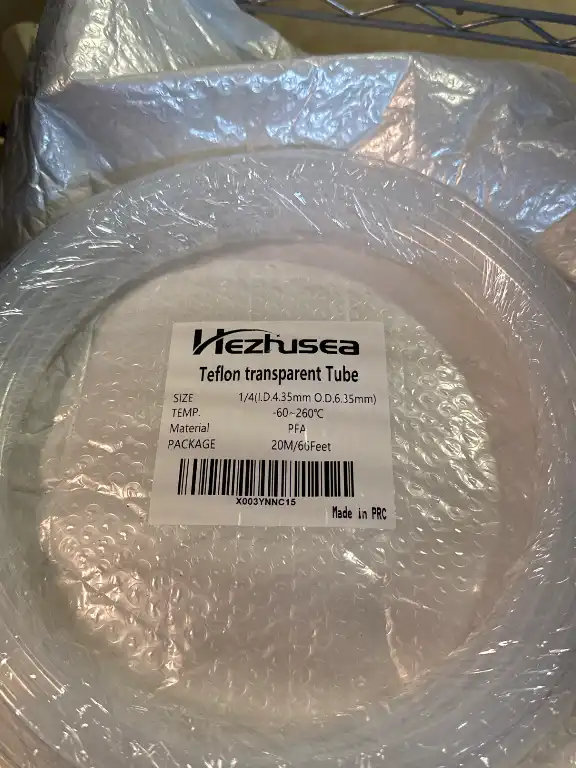 Hezhusea
Teflon transparent Tube
SIZE 1/4(I.D.4.35mm O.D.6.35mm)
TEMP. -60~260℃
Material PFA
PACKAGE 20M/66Feet
X003YNNC15
Made in PRC